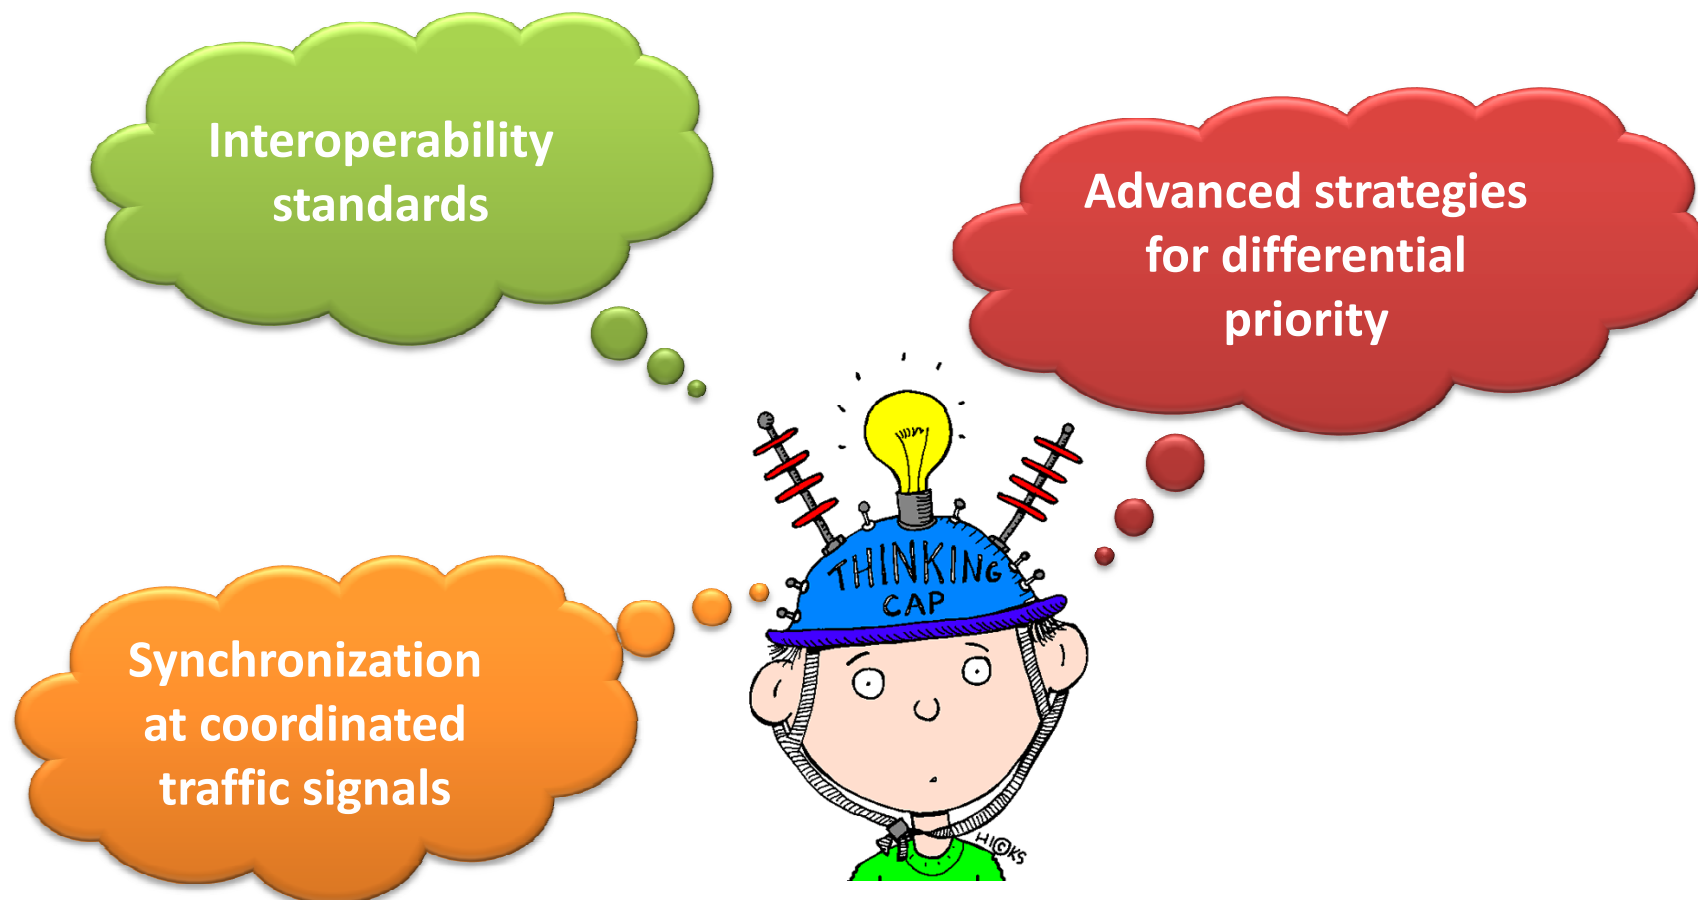 Interoperability
standards
Advanced strategies
for differential
priority
THINKING
CAP
Synchronization
at coordinated
traffic signals
HICKS